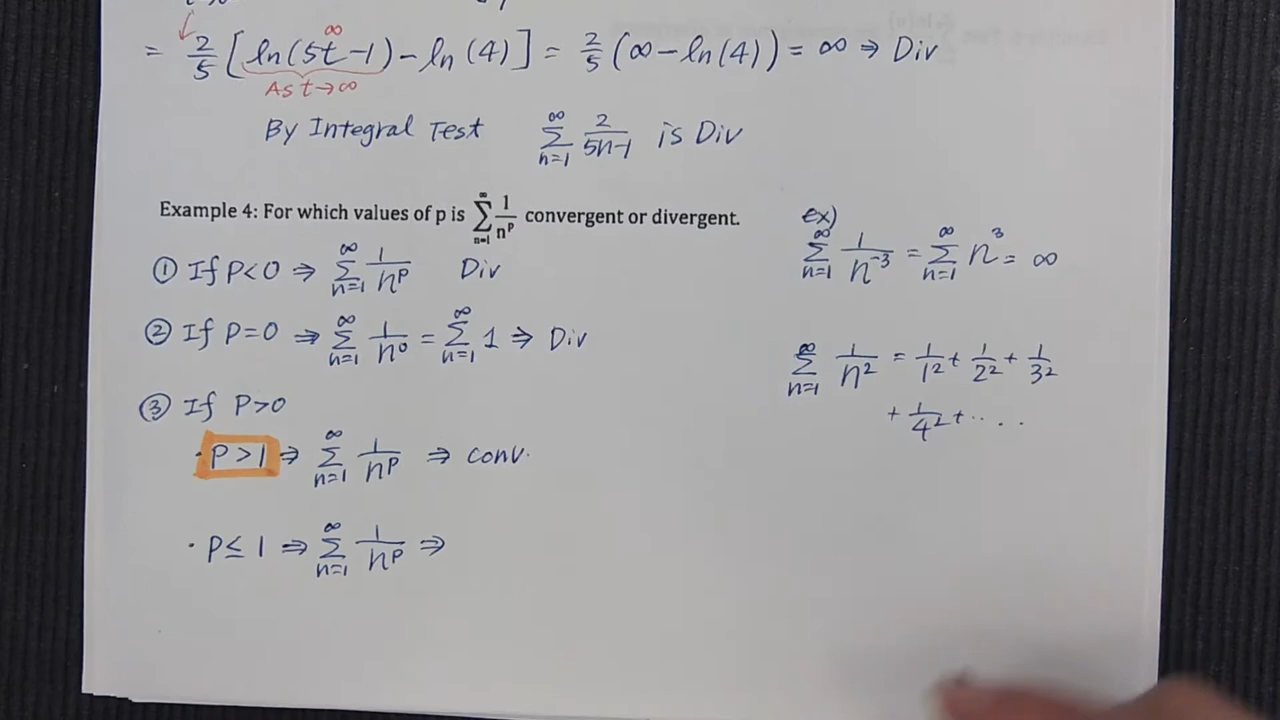 = 2/5 [ln(5t-1) - ln(4)] = 2/5 (∞ - ln(4)) = ∞ ⇒ Div
∞
As t→∞
By Integral Test ∞∑n=1 2/5n-1 is Div
Example 4: For which values of p is ∞∑n=1 1/n^p convergent or divergent.
① If P<0 ⇒ ∞∑n=1 1/n^p Div
② If P=0 ⇒ ∞∑n=1 1/n^0 = ∞∑n=1 1 ⇒ Div
③ If P>0
· P>1 ⇒ ∞∑n=1 1/n^p ⇒ conv.
· P≤1 ⇒ ∞∑n=1 1/n^p ⇒
ex)
∞∑n=1 1/n^-3 = ∞∑n=1 n^3 = ∞
∞∑n=1 1/n^2 = 1/1^2 + 1/2^2 + 1/3^2
+ 1/4^2 + .....